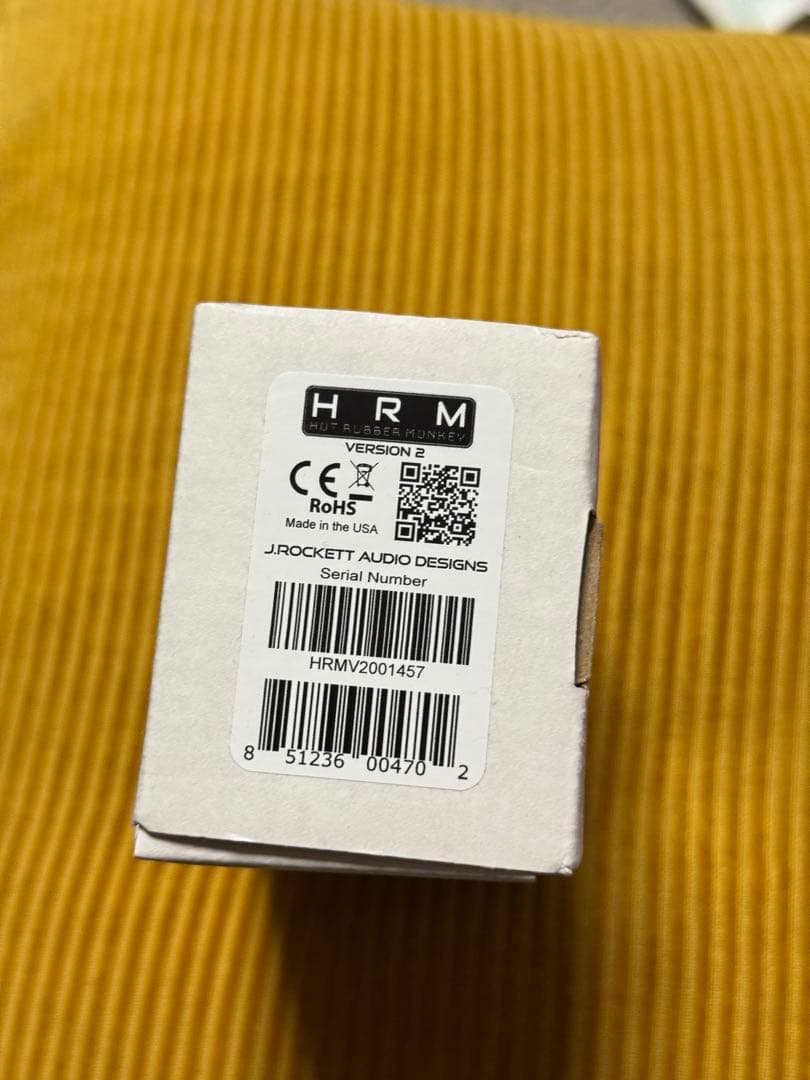 H R M
HOT RUBBER MONKEY
VERSION 2
CE
RoHS
Made in the USA
J.ROCKETT AUDIO DESIGNS
Serial Number
HRMV2001457
8 51236 00470 2